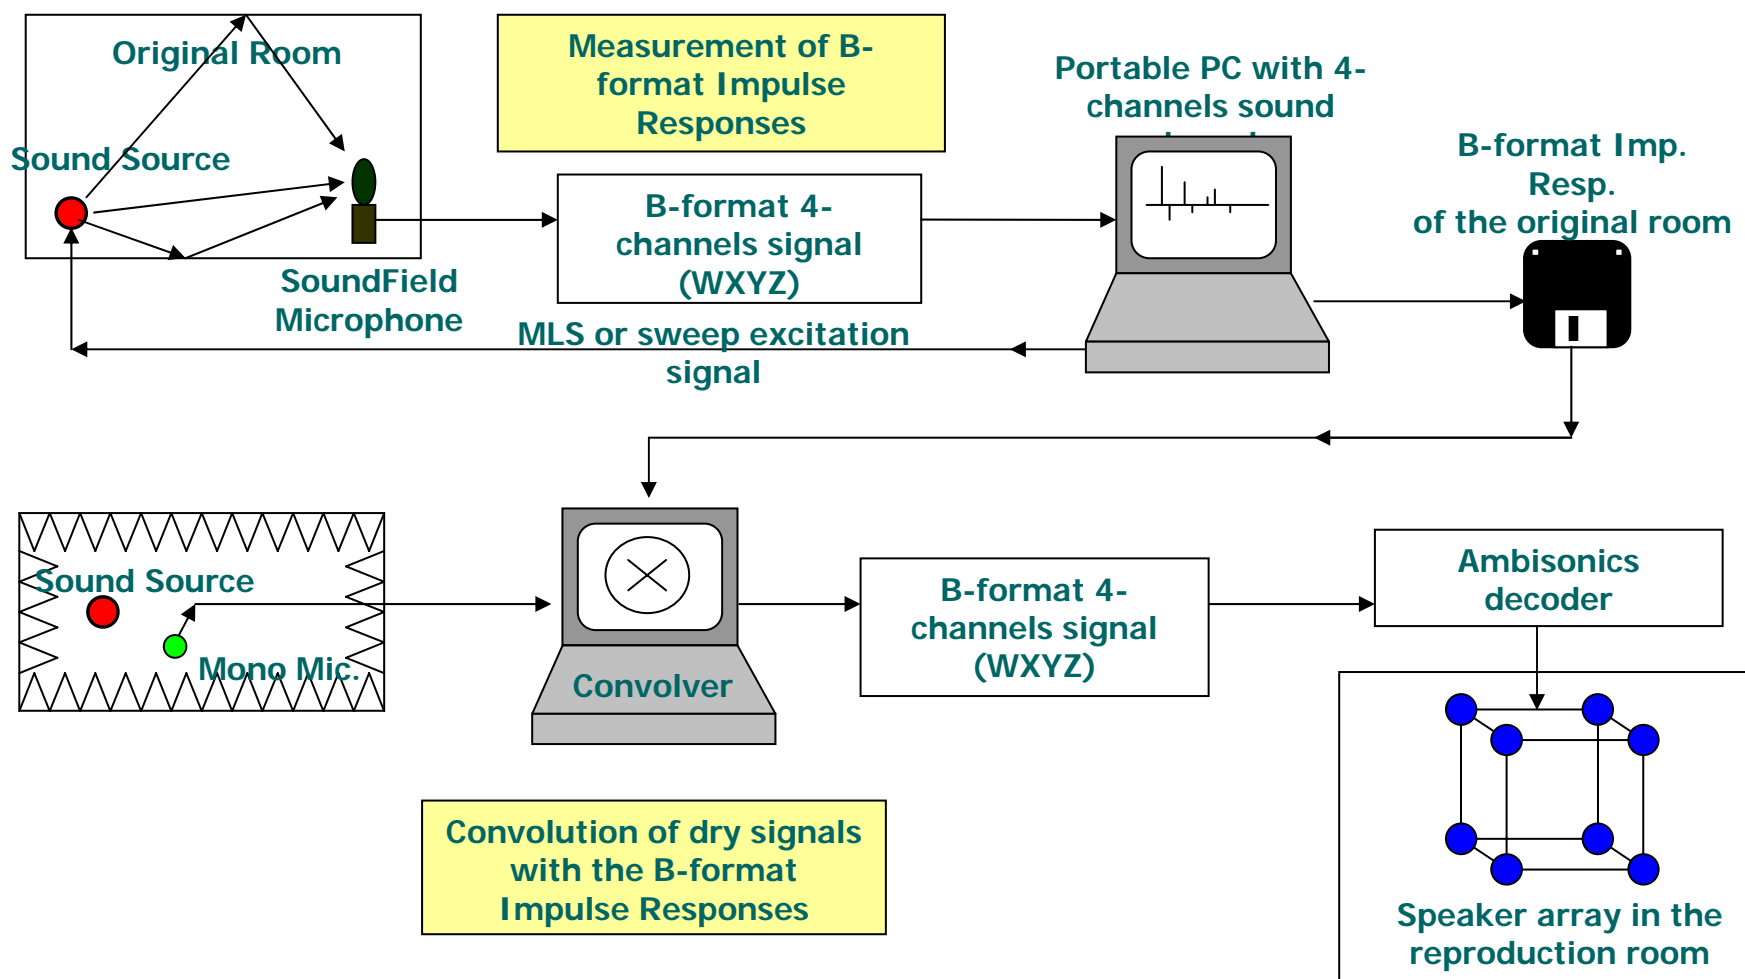 Original Room
Sound Source
SoundField
Microphone
Measurement of B-
format Impulse
Responses
B-format 4-
channels signal
(WXYZ)
MLS or sweep excitation
signal
Portable PC with 4-
channels sound
B-format Imp.
Resp.
of the original room
Sound Source
Mono Mic.
Convolver
B-format 4-
channels signal
(WXYZ)
Ambisonics
decoder
Convolution of dry signals
with the B-format
Impulse Responses
Speaker array in the
reproduction room